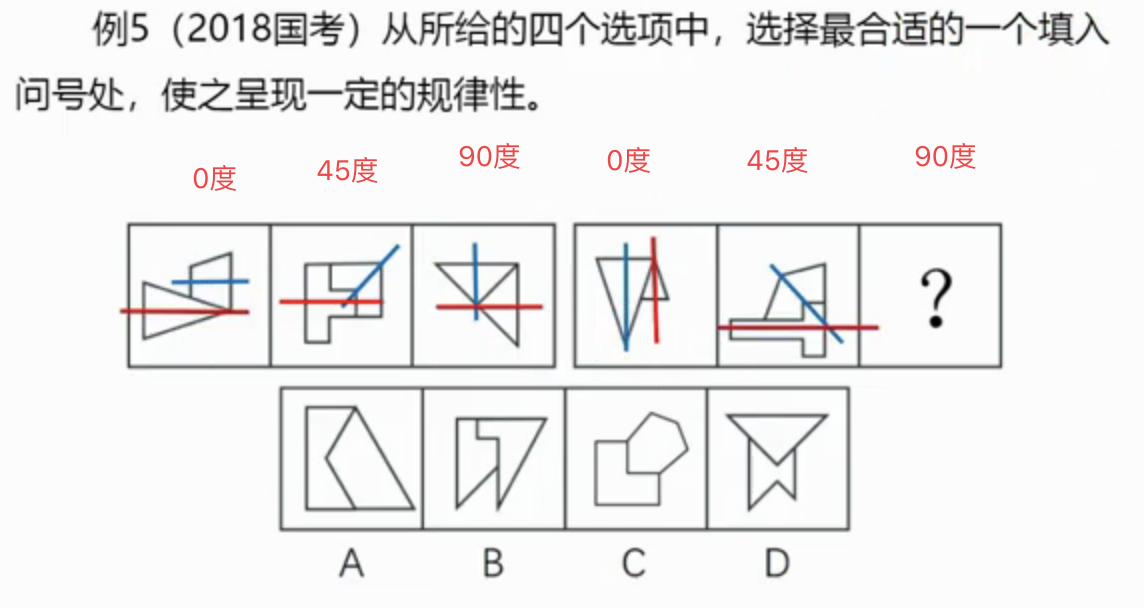 例5（2018国考）从所给的四个选项中，选择最合适的一个填入
问号处，使之呈现一定的规律性。
0度 45度 90度 0度 45度 90度
?
A B C D